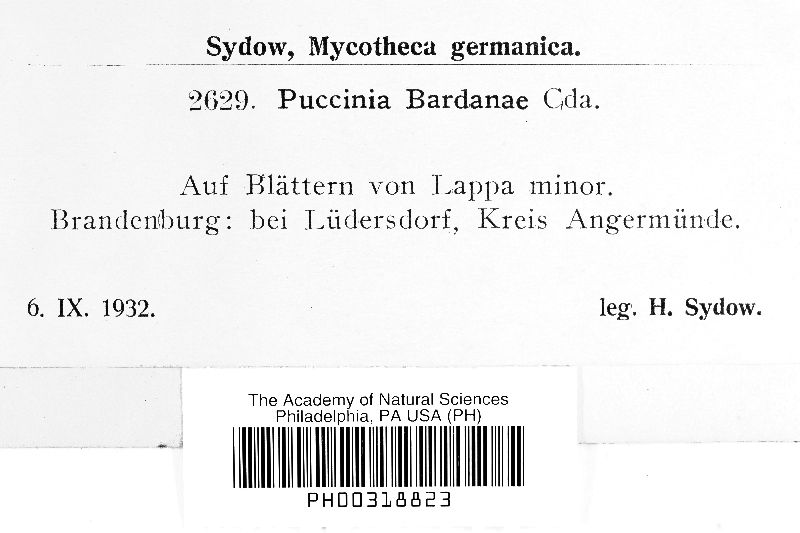 Sydow, Mycotheca germanica.
2629. Puccinia Bardanae Cda.
Auf Blättern von Lappa minor.
Brandenburg: bei Lüdersdorf, Kreis Angermünde.
6. IX. 1932. leg. H. Sydow.
The Academy of Natural Sciences
Philadelphia, PA USA (PH)
PH00318823